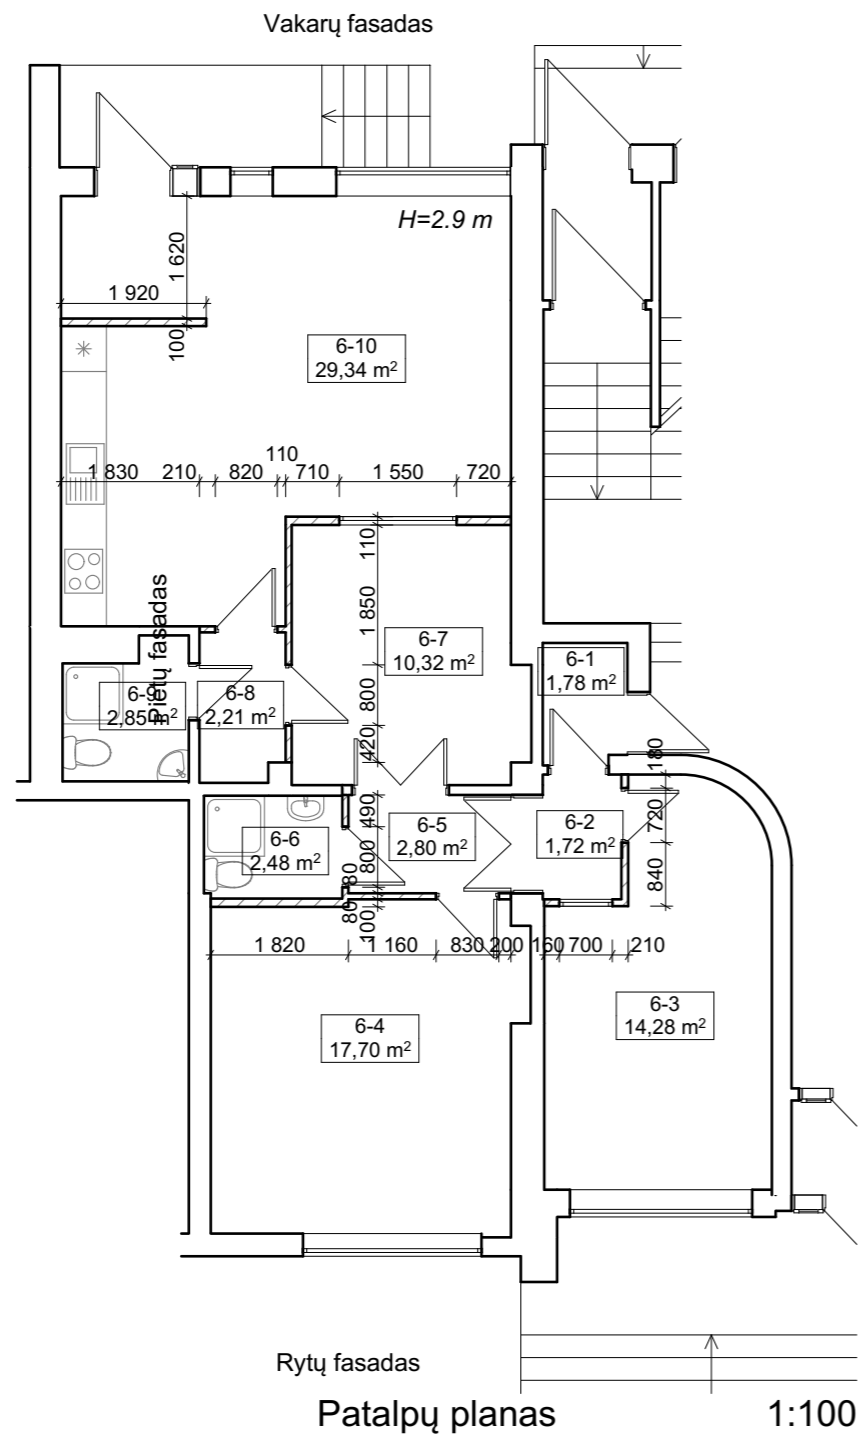 Vakarų fasadas
H=2.9 m
1 620
1 920
100
6-10
29,34 m²
110
1 830 210 820 710 1 550 720
110
1 850
Pietų fasadas
6-7
10,32 m²
6-1
1,78 m²
6-9
2,85 m²
6-8
2,21 m²
800
420
180
490
6-6
2,48 m²
6-5
2,80 m²
6-2
1,72 m²
720
800
80
840
80
100
1 820 1 160 830 200 160 700 210
6-4
17,70 m²
6-3
14,28 m²
Rytų fasadas
Patalpų planas 1:100